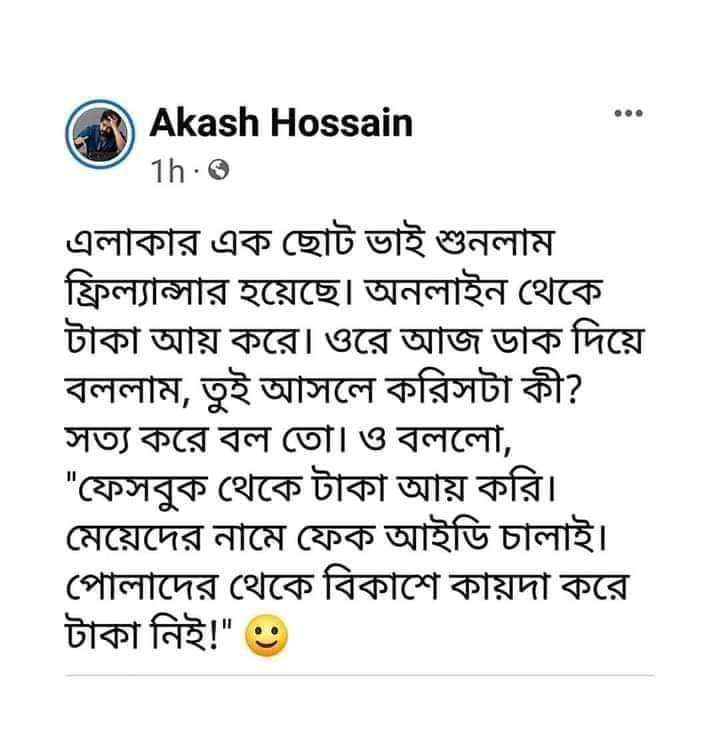 Akash Hossain
1h ·
এলাকার এক ছোট ভাই শুনলাম
ফ্রিল্যান্সার হয়েছে। অনলাইন থেকে
টাকা আয় করে। ওরে আজ ডাক দিয়ে
বললাম, তুই আসলে করিসটা কী?
সত্য করে বল তো। ও বললো,
"ফেসবুক থেকে টাকা আয় করি।
মেয়েদের নামে ফেক আইডি চালাই।
পোলাদের থেকে বিকাশে কায়দা করে
টাকা নিই!" 🙂